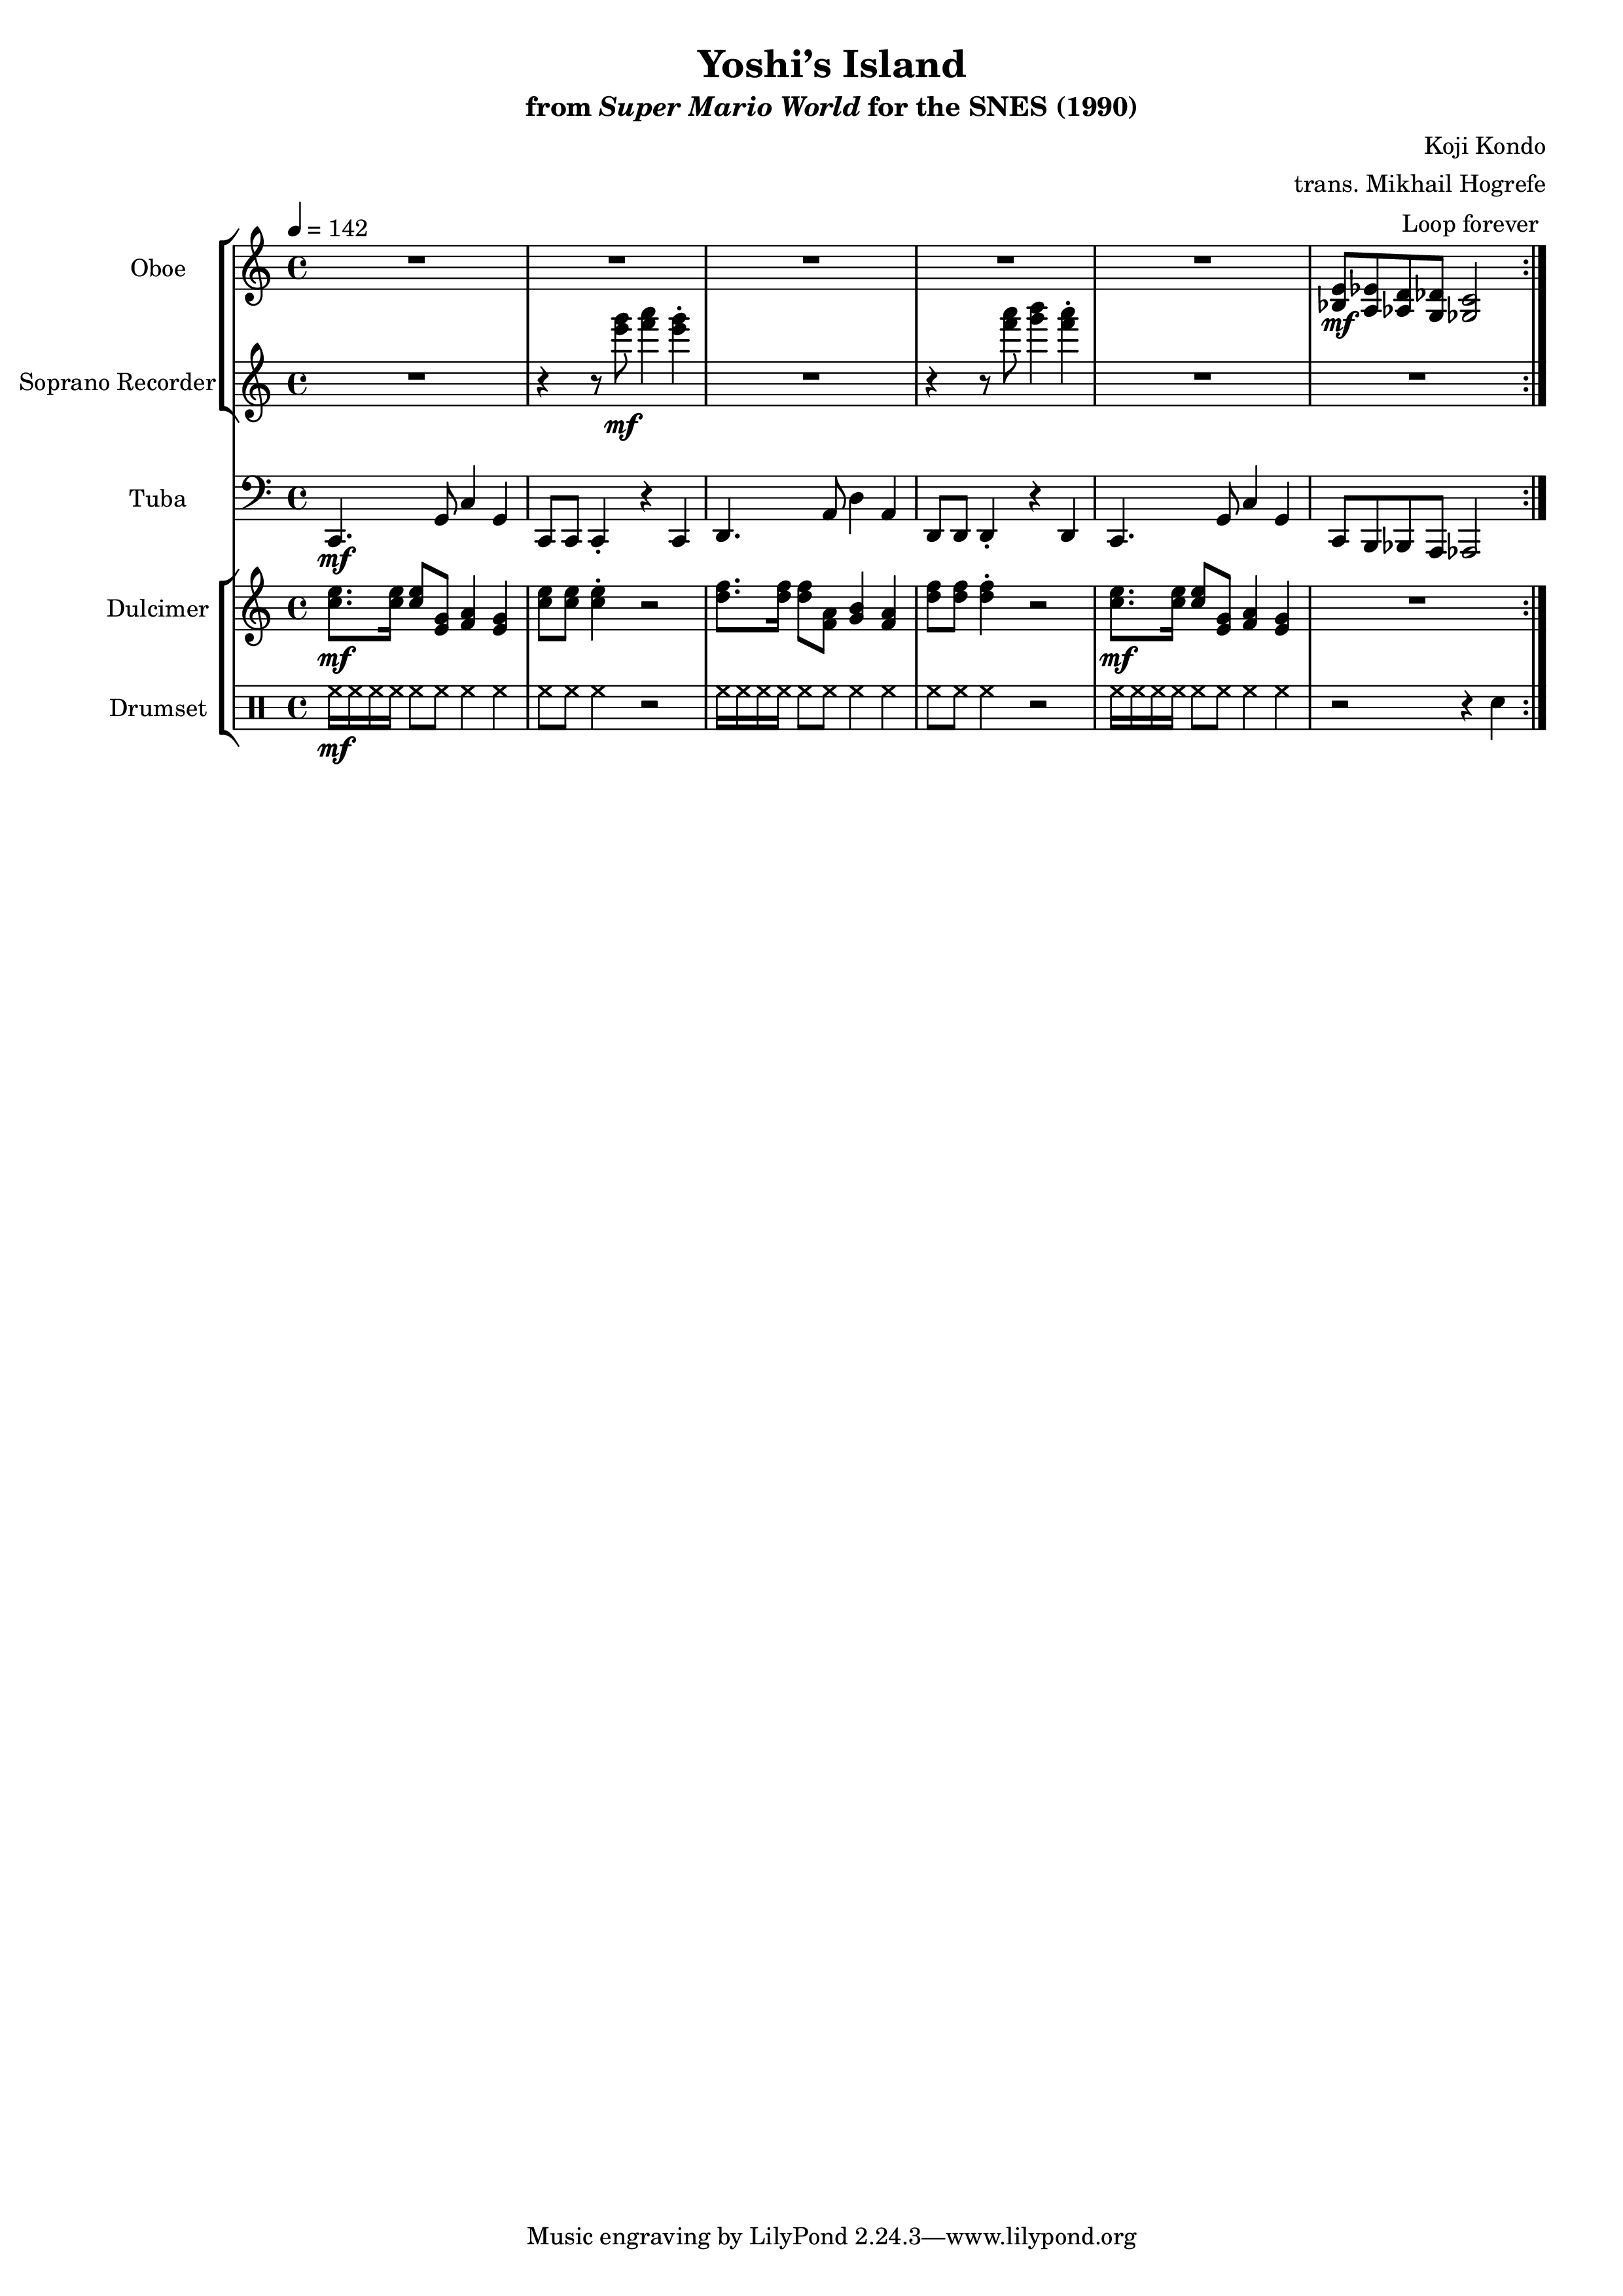 Yoshi’s Island
from Super Mario World for the SNES (1990)
Koji Kondo
trans. Mikhail Hogrefe
= 142
Loop forever
Oboe
mf
Soprano Recorder
mf
Tuba
mf
Dulcimer
mf mf
Drumset
mf
Music engraving by LilyPond 2.24.3—www.lilypond.org